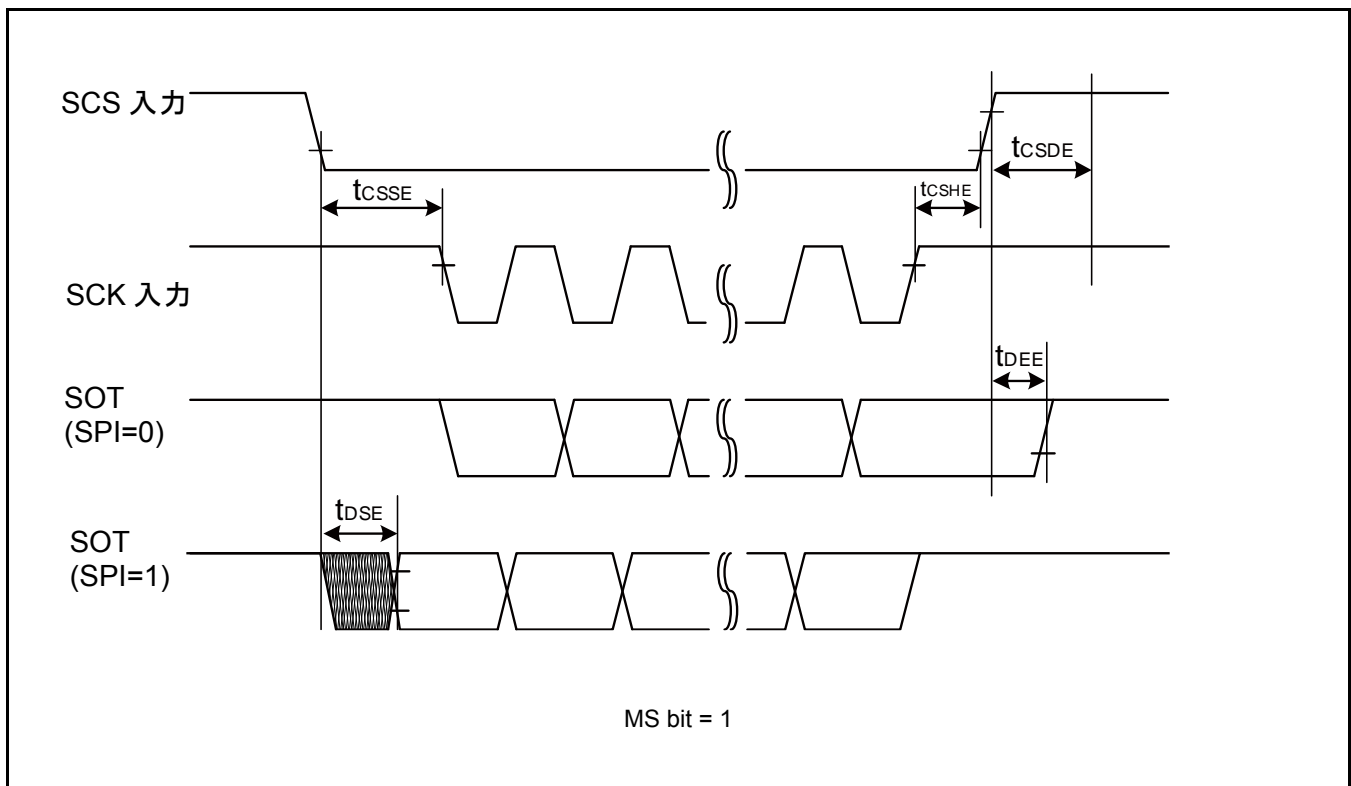 SCS 入力
tCSDE
tCSSE
tCSHE
SCK 入力
tDEE
SOT
(SPI=0)
tDSE
SOT
(SPI=1)
MS bit = 1